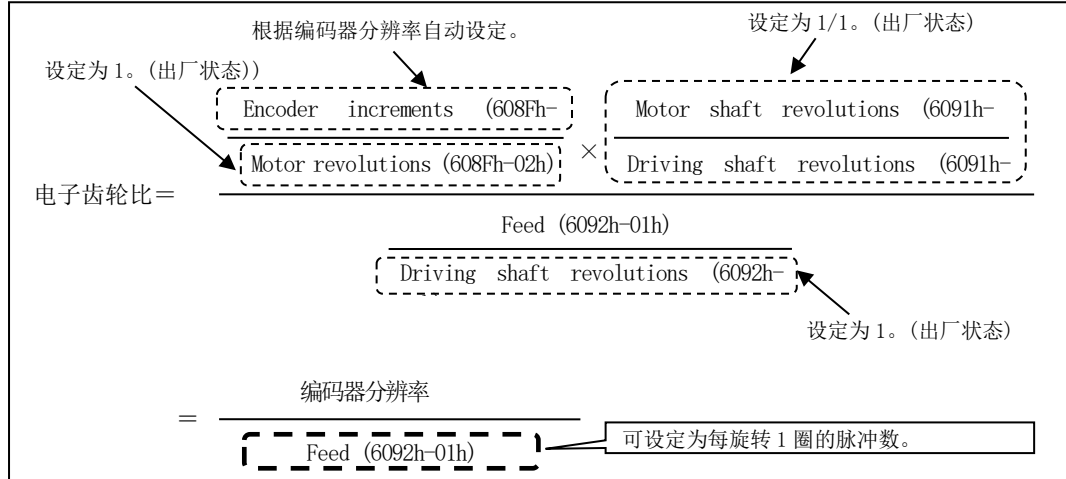 根据编码器分辨率自动设定。
设定为 1/1。(出厂状态)
设定为 1。(出厂状态))
Encoder increments (608Fh-
Motor shaft revolutions (6091h-
Motor revolutions (608Fh-02h)
×
Driving shaft revolutions (6091h-
电子齿轮比＝
Feed (6092h-01h)
Driving shaft revolutions (6092h-
设定为 1。(出厂状态)
编码器分辨率
＝
Feed (6092h-01h)
可设定为每旋转 1 圈的脉冲数。